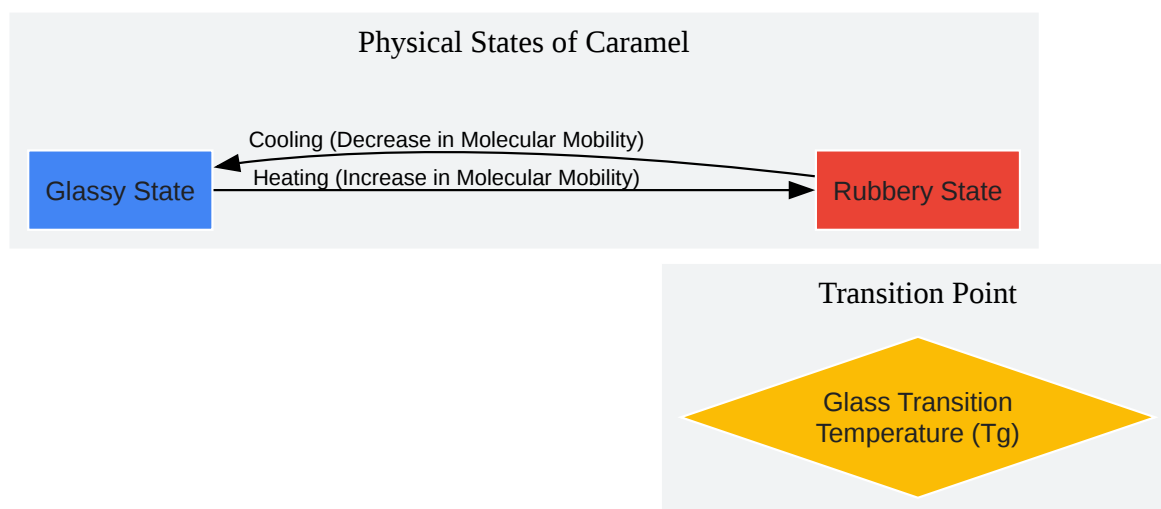 Physical States of Caramel
Cooling (Decrease in Molecular Mobility)
Glassy State
Heating (Increase in Molecular Mobility)
Rubbery State
Transition Point
Glass Transition
Temperature (Tg)